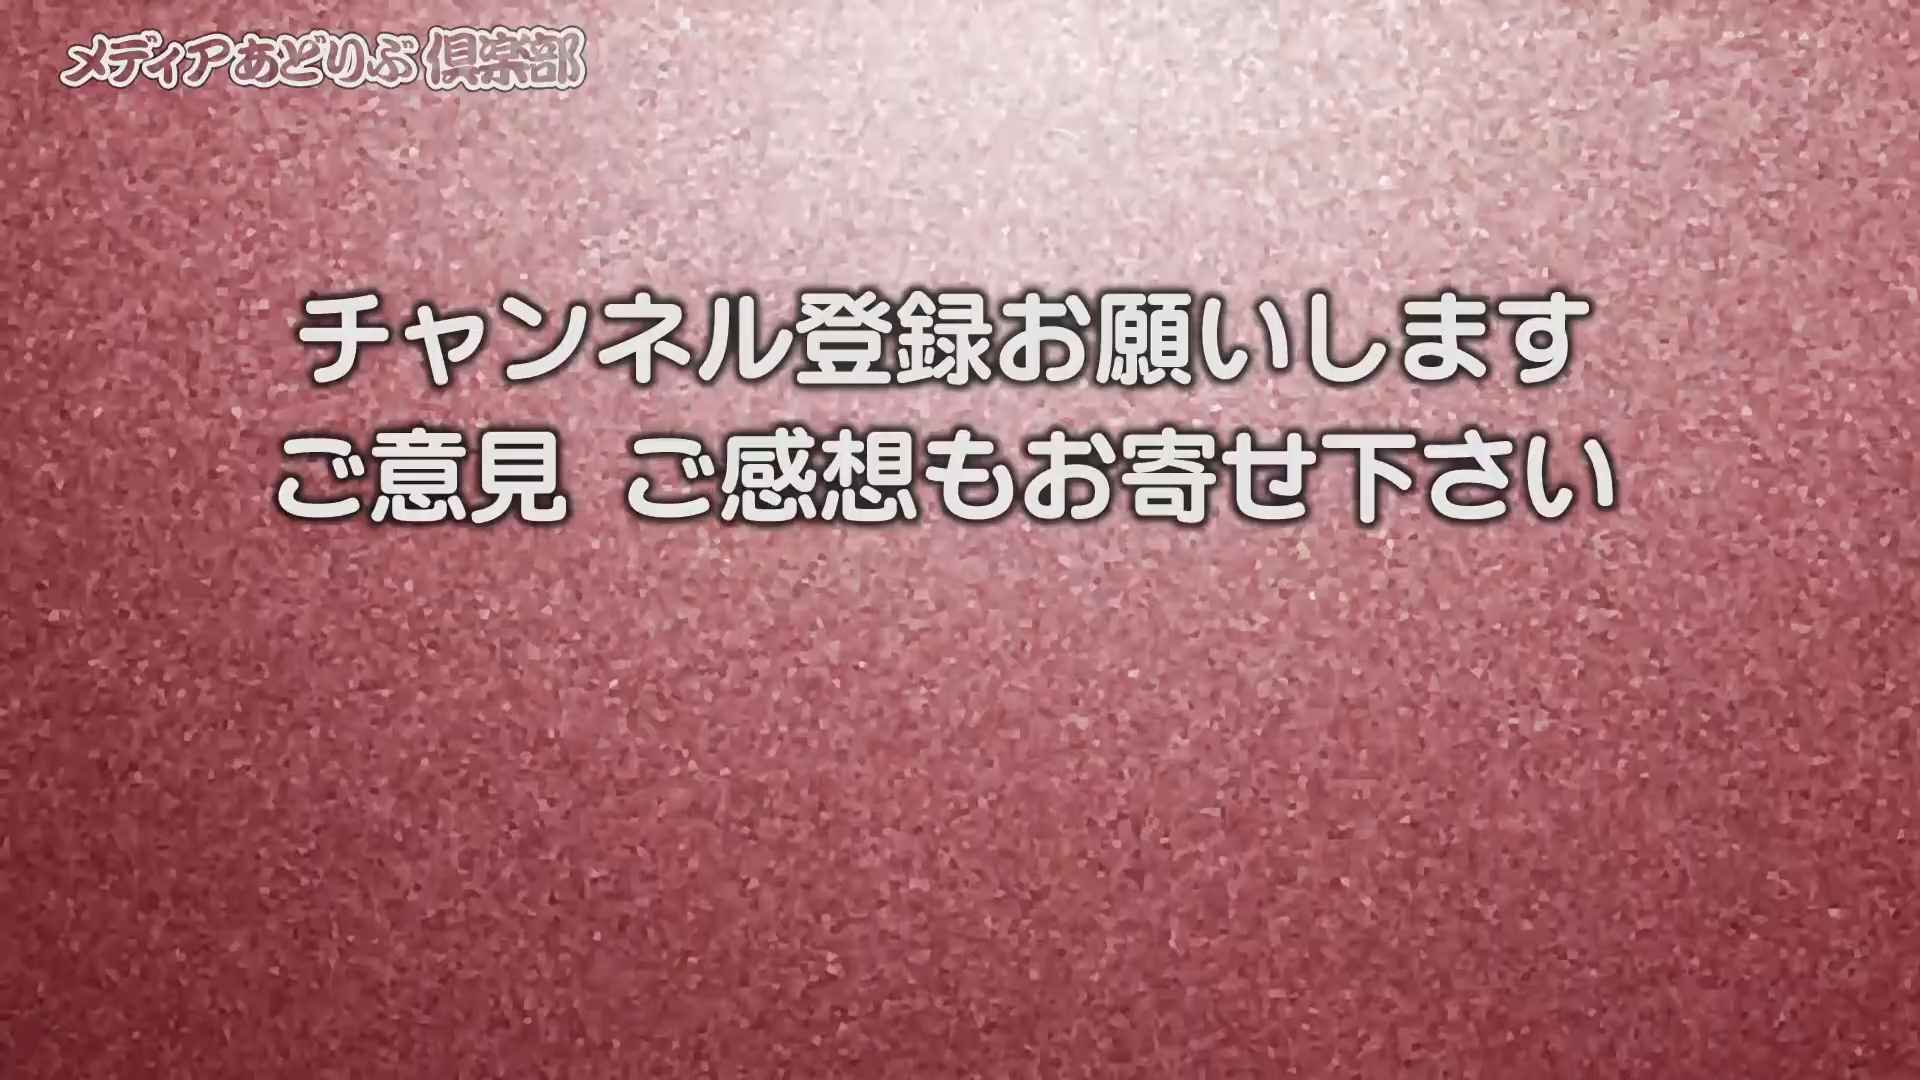 メディアあどりぶ倶楽部
チャンネル登録お願いします
ご意見 ご感想もお寄せ下さい